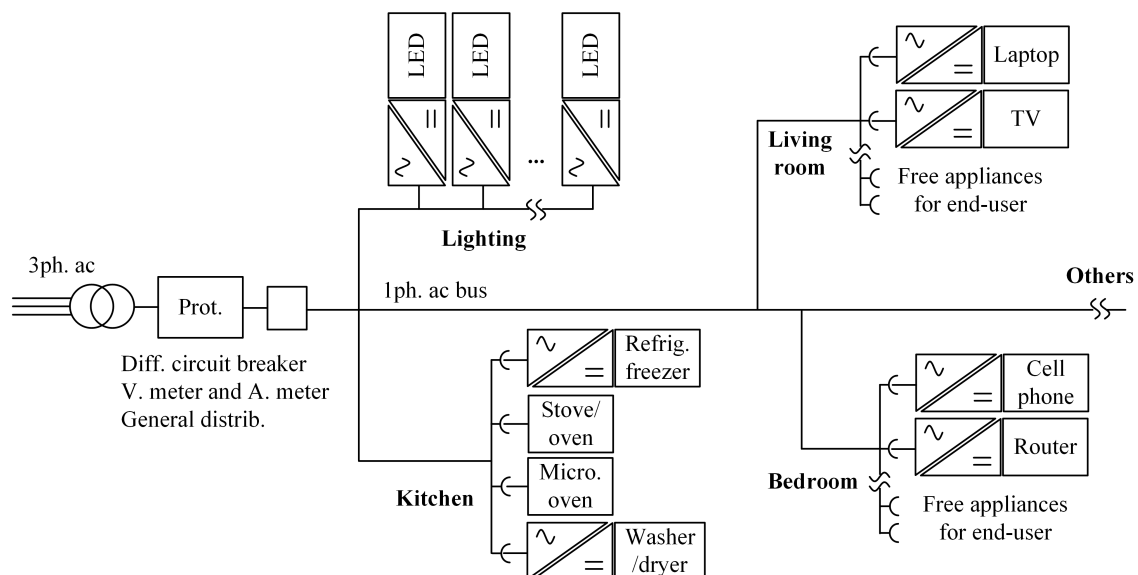 LED
LED
LED
...
Lighting
Laptop
TV
Living
room
Free appliances
for end-user
3ph. ac
Prot.
1ph. ac bus
Others
Diff. circuit breaker
V. meter and A. meter
General distrib.
Refrig.
freezer
Stove/
oven
Micro.
oven
Washer
/dryer
Kitchen
Cell
phone
Router
Bedroom
Free appliances
for end-user